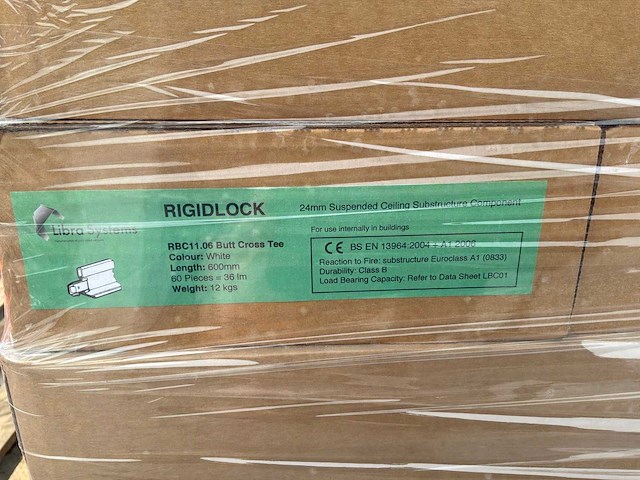 Libra Systems
RIGIDLOCK
RBC11.06 Butt Cross Tee
Colour: White
Length: 600mm
60 Pieces = 36 lm
Weight: 12 kgs
24mm Suspended Ceiling Substructure Component
For use internally in buildings
CE BS EN 13964:2004 + A1 2006
Reaction to Fire: substructure Euroclass A1 (0833)
Durability: Class B
Load Bearing Capacity: Refer to Data Sheet LBC01